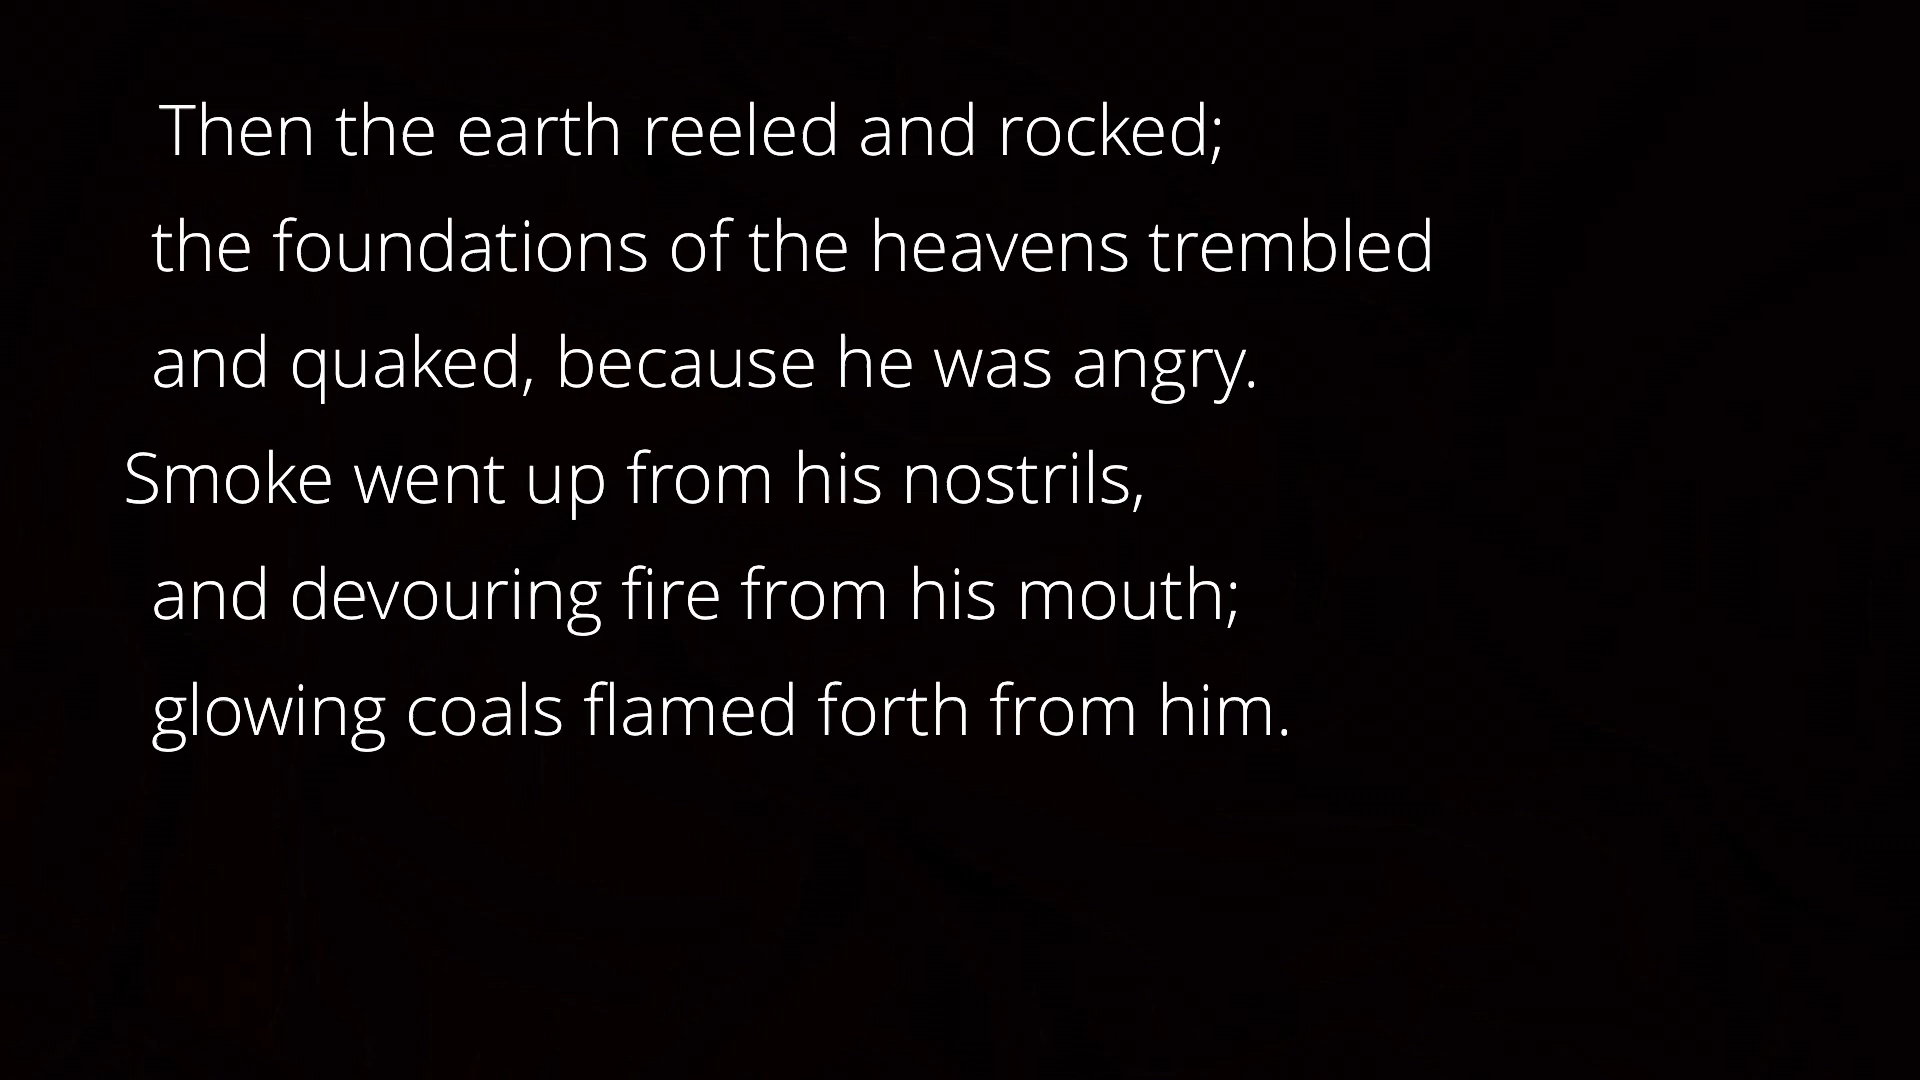 Then the earth reeled and rocked;
the foundations of the heavens trembled
and quaked, because he was angry.
Smoke went up from his nostrils,
and devouring fire from his mouth;
glowing coals flamed forth from him.